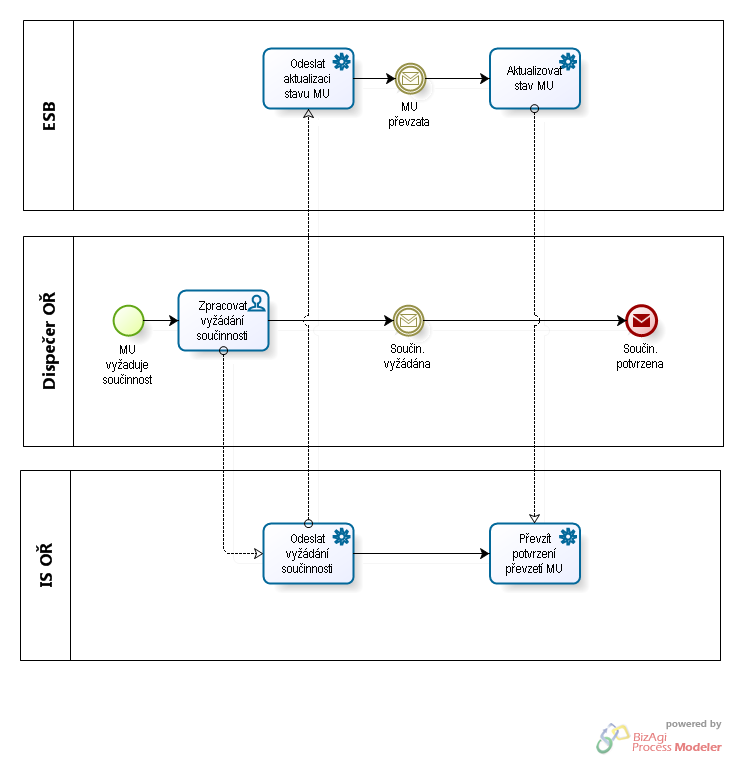 ESB
Odeslat
aktualizaci
stavu MU
MU
převzata
Aktualizovat
stav MU
Dispečer OŘ
MU
vyžaduje
součinnost
Zpracovat
vyžádání
součinnosti
Součin.
vyžádána
Součin.
potvrzena
IS OŘ
Odeslat
vyžádání
součinnosti
Převzít
potvrzení
převzetí MU
powered by
BizAgi
Process Modeler